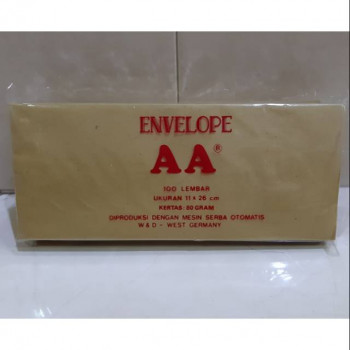 ENVELOPE
AA®
100 LEMBAR
UKURAN 11 x 26 cm
KERTAS 80 GRAM
DIPRODUKSI DENGAN MESIN SERBA OTOMATIS
W & D - WEST GERMANY